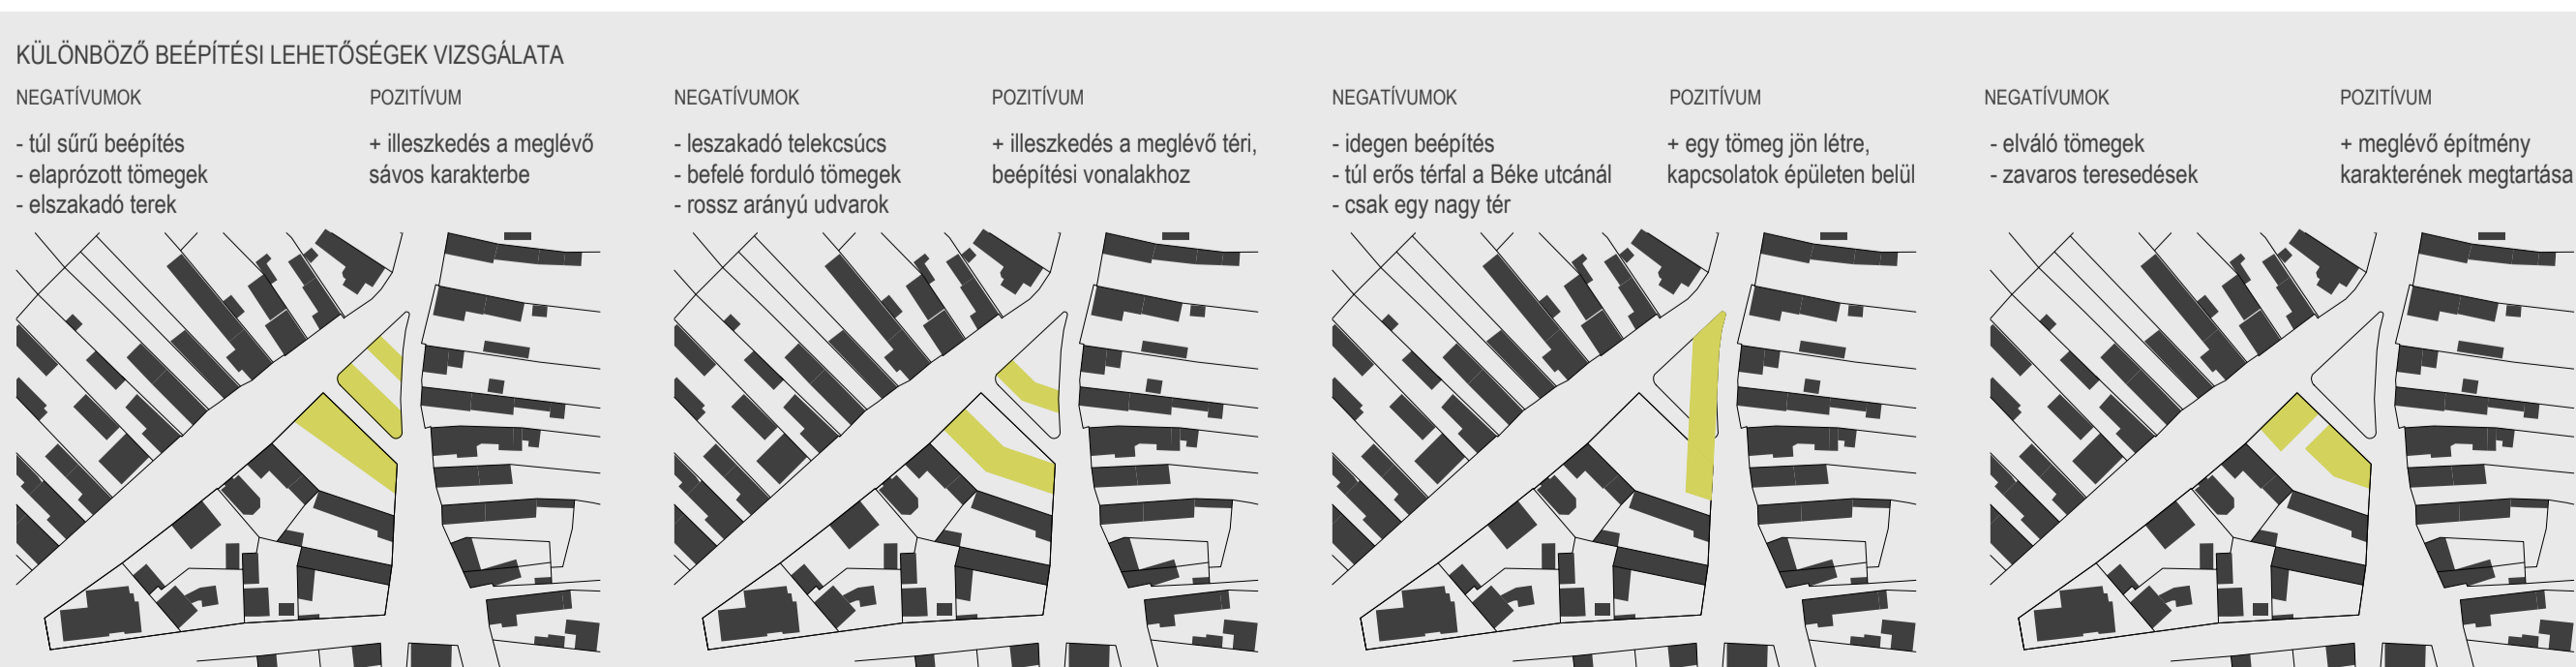 KÜLÖNBÖZŐ BEÉPÍTÉSI LEHETŐSÉGEK VIZSGÁLATA
NEGATÍVUMOK
- túl sűrű beépítés
- elaprózott tömegek
- elszakadó terek
POZITÍVUM
+ illeszkedés a meglévő
sávos karakterbe
NEGATÍVUMOK
- leszakadó telekcsúcs
- befelé forduló tömegek
- rossz arányú udvarok
POZITÍVUM
+ illeszkedés a meglévő téri,
beépítési vonalakhoz
NEGATÍVUMOK
- idegen beépítés
- túl erős térfal a Béke utcánál
- csak egy nagy tér
POZITÍVUM
+ egy tömeg jön létre,
kapcsolatok épületen belül
NEGATÍVUMOK
- elváló tömegek
- zavaros teresedések
POZITÍVUM
+ meglévő építmény
karakterének megtartása